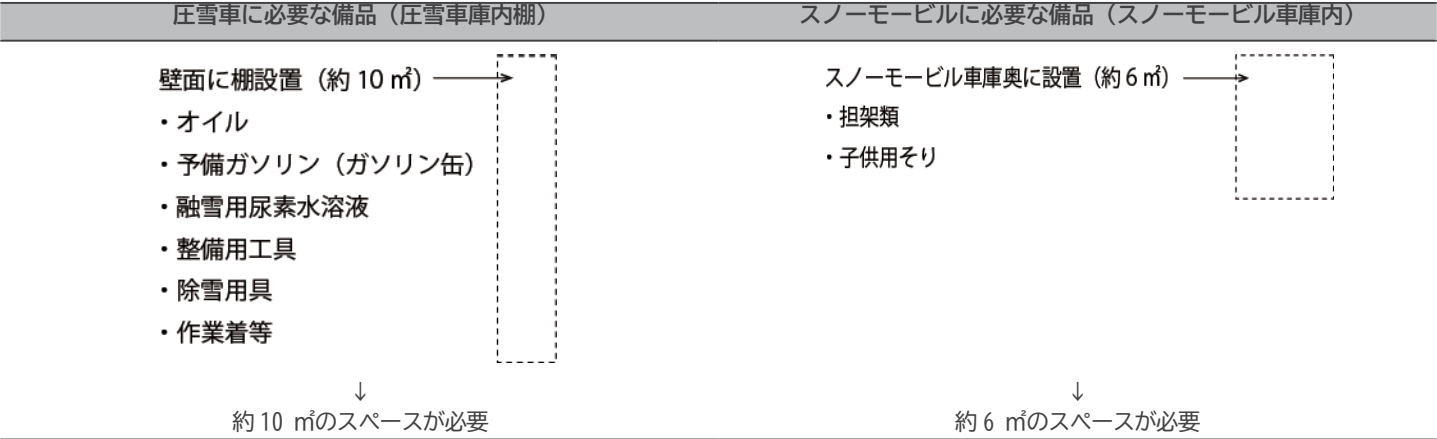 圧雪車に必要な備品（圧雪車庫内棚）
壁面に棚設置（約 10 ㎡）
・オイル
・予備ガソリン（ガソリン缶）
・融雪用尿素水溶液
・整備用工具
・除雪用具
・作業着等
↓
約 10 ㎡のスペースが必要
スノーモービルに必要な備品（スノーモービル車庫内）
スノーモービル車庫奥に設置（約 6 ㎡）
・担架類
・子供用そり
↓
約 6 ㎡のスペースが必要